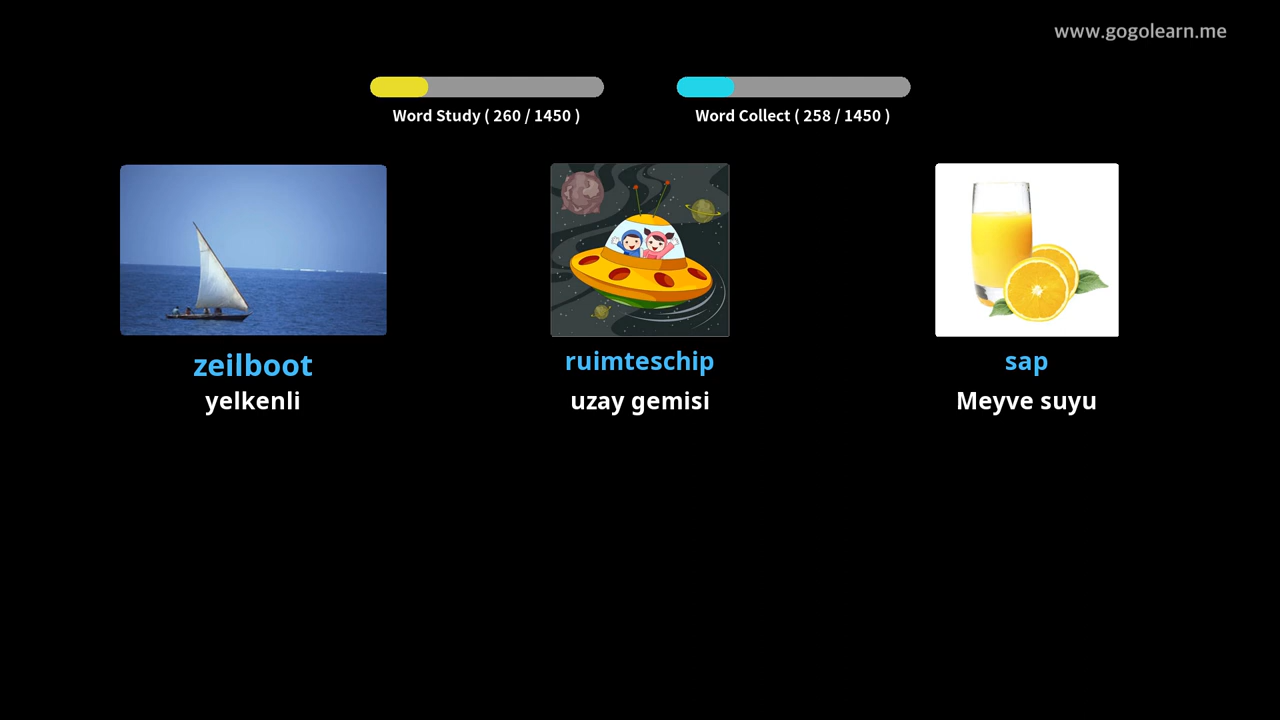 www.gogolearn.me
Word Study ( 260 / 1450 )
Word Collect ( 258 / 1450 )
zeilboot
yelkenli
ruimteschip
uzay gemisi
sap
Meyve suyu